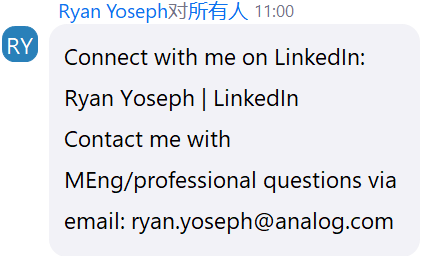 Ryan Yoseph对所有人 11:00
RY
Connect with me on LinkedIn:
Ryan Yoseph | LinkedIn
Contact me with
MEng/professional questions via
email: ryan.yoseph@analog.com